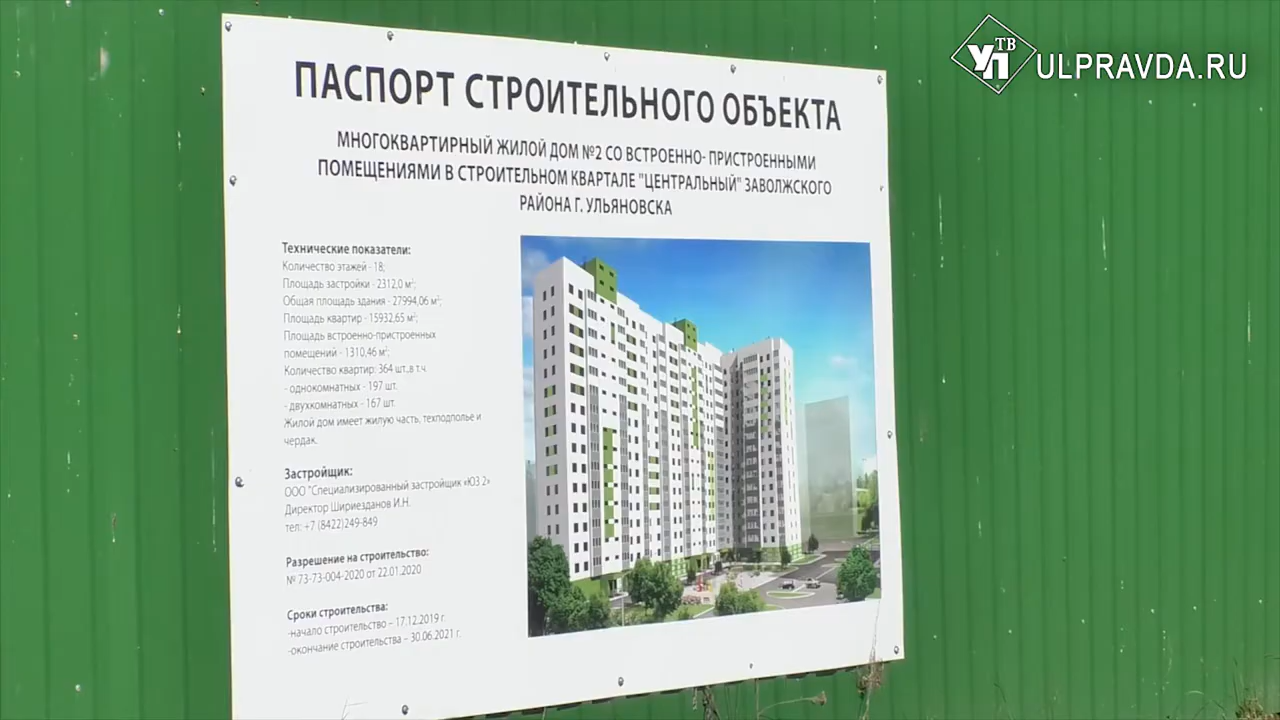 УП ТВ ULPRAVDA.RU
ПАСПОРТ СТРОИТЕЛЬНОГО ОБЪЕКТА
МНОГОКВАРТИРНЫЙ ЖИЛОЙ ДОМ №2 СО ВСТРОЕННО- ПРИСТРОЕННЫМИ
ПОМЕЩЕНИЯМИ В СТРОИТЕЛЬНОМ КВАРТАЛЕ "ЦЕНТРАЛЬНЫЙ" ЗАВОЛЖСКОГО
РАЙОНА Г. УЛЬЯНОВСКА
Технические показатели:
Количество этажей - 18;
Площадь застройки - 2312,0 м²;
Общая площадь здания - 27994,06 м²;
Площадь квартир - 15932,65 м²;
Площадь встроенно-пристроенных
помещений - 1310,46 м²;
Количество квартир: 364 шт.,в т.ч.
- однокомнатных - 197 шт.
- двухкомнатных - 167 шт.
Жилой дом имеет жилую часть, техподполье и
чердак.
Застройщик:
ООО "Специализированный застройщик «ЮЗ 2»
Директор Шириезданов И.Н.
тел: +7 (8422)249-849
Разрешение на строительство:
№ 73-73-004-2020 от 22.01.2020
Сроки строительства:
-начало строительство – 17.12.2019 г.
-окончание строительства – 30.06.2021 г.